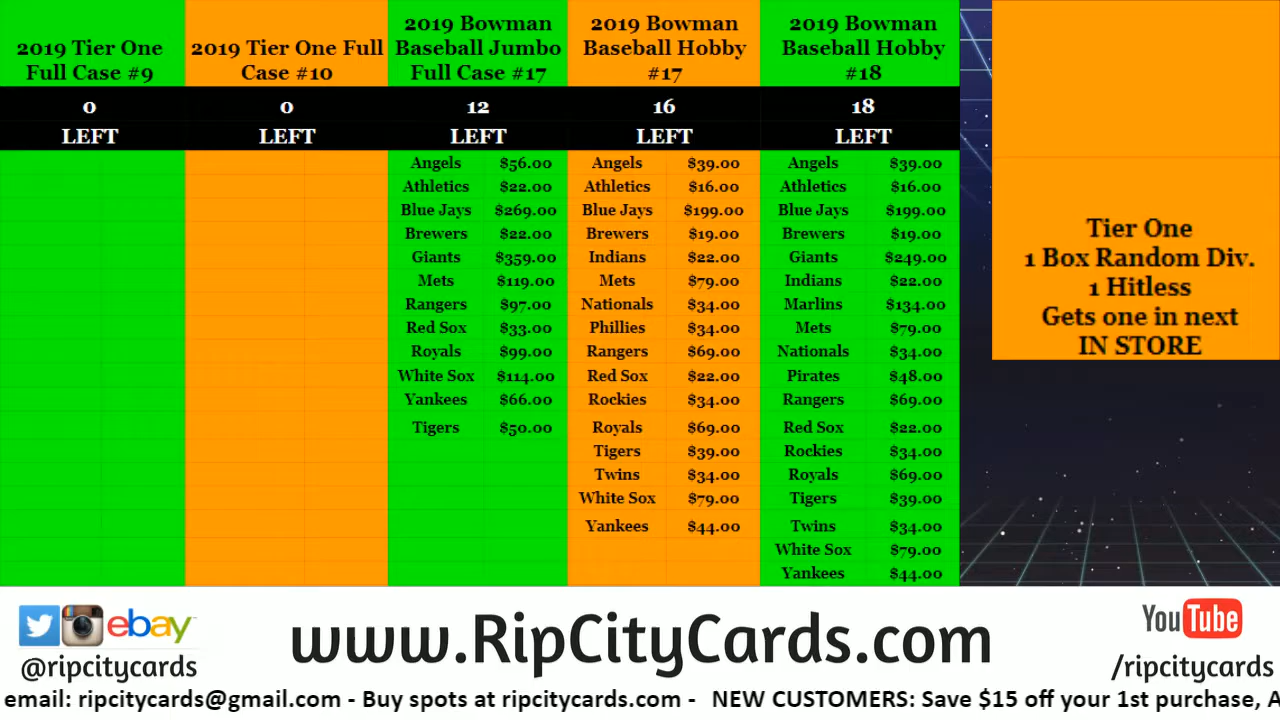 2019 Tier One
Full Case #9
0
LEFT
2019 Tier One Full
Case #10
0
LEFT
2019 Bowman
Baseball Jumbo
Full Case #17
12
LEFT
Angels $56.00
Athletics $22.00
Blue Jays $269.00
Brewers $22.00
Giants $359.00
Mets $119.00
Rangers $97.00
Red Sox $33.00
Royals $99.00
White Sox $114.00
Yankees $66.00
Tigers $50.00
2019 Bowman
Baseball Hobby
#17
16
LEFT
Angels $39.00
Athletics $16.00
Blue Jays $199.00
Brewers $19.00
Indians $22.00
Mets $79.00
Nationals $34.00
Phillies $34.00
Rangers $69.00
Red Sox $22.00
Rockies $34.00
Royals $69.00
Tigers $39.00
Twins $34.00
White Sox $79.00
Yankees $44.00
2019 Bowman
Baseball Hobby
#18
18
LEFT
Angels $39.00
Athletics $16.00
Blue Jays $199.00
Brewers $19.00
Giants $249.00
Indians $22.00
Marlins $134.00
Mets $79.00
Nationals $34.00
Pirates $48.00
Rangers $69.00
Red Sox $22.00
Rockies $34.00
Royals $69.00
Tigers $39.00
Twins $34.00
White Sox $79.00
Yankees $44.00
Tier One
1 Box Random Div.
1 Hitless
Gets one in next
IN STORE
ebay
@ripcitycards
www.RipCityCards.com
YouTube
/ripcitycards
email: ripcitycards@gmail.com - Buy spots at ripcitycards.com - NEW CUSTOMERS: Save $15 off your 1st purchase, A